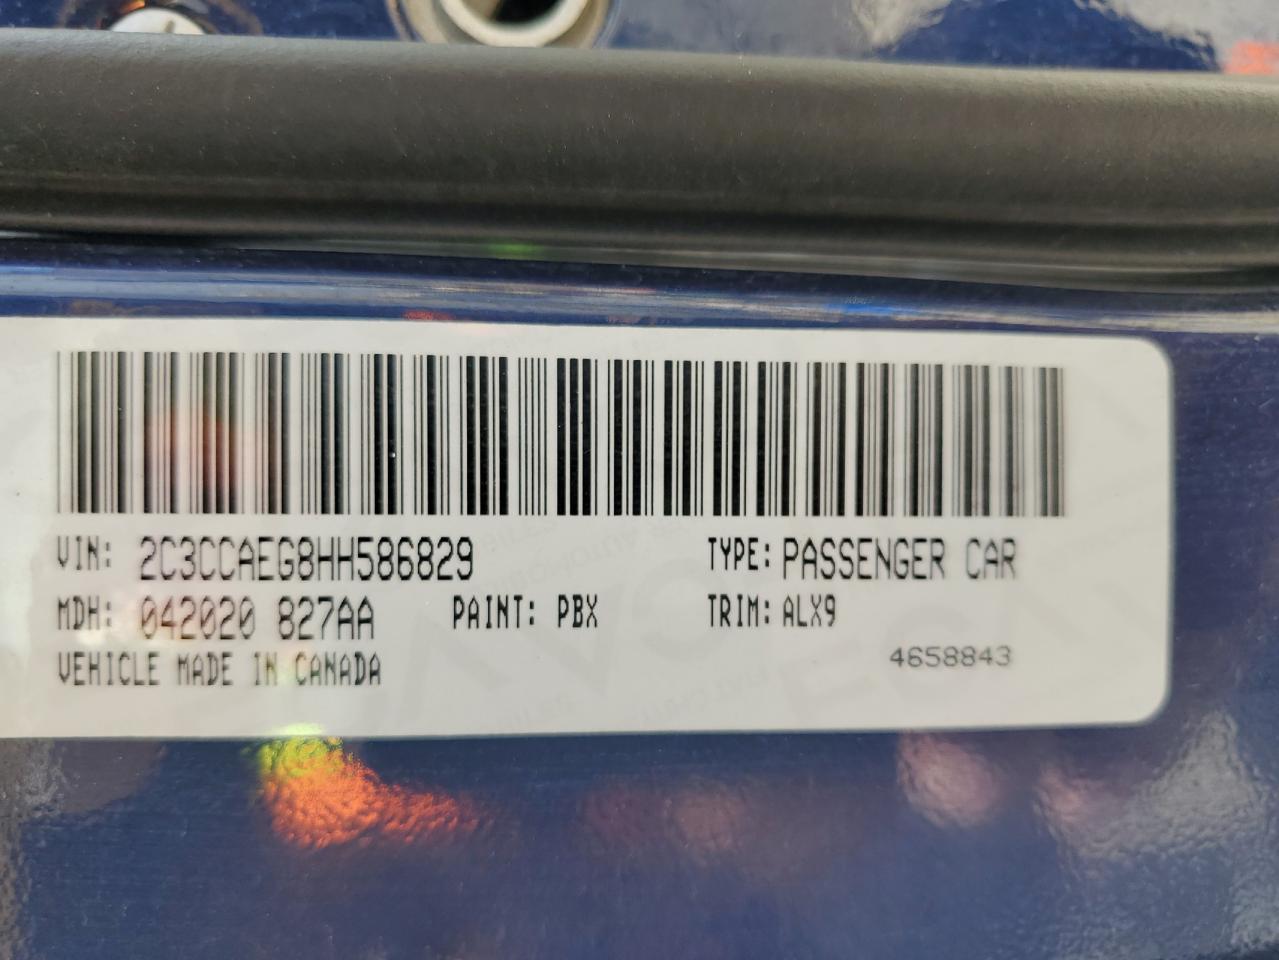 VIN: 2C3CCAEG8HH586829 TYPE: PASSENGER CAR
MDH: 042020 827AA PAINT: PBX TRIM: ALX9
VEHICLE MADE IN CANADA 4658843